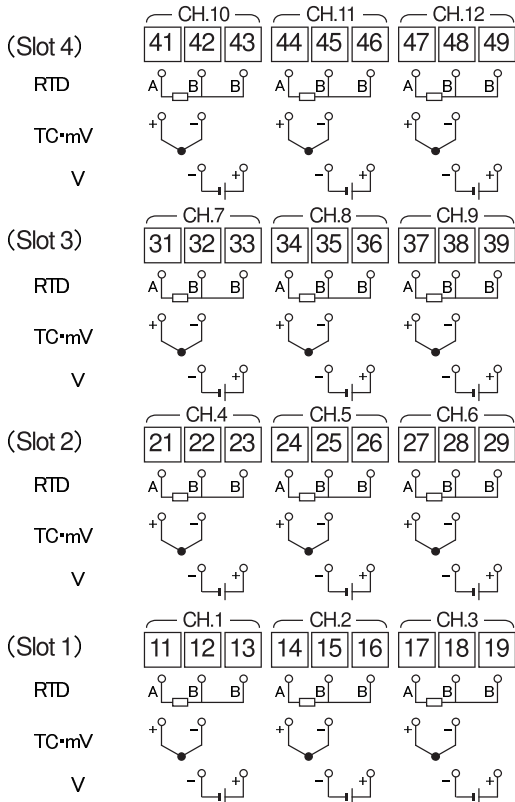 CH.10 CH.11 CH.12
(Slot 4) 41 42 43 44 45 46 47 48 49
RTD A B B A B B A B B
TC·mV + − + − + −
V − + − + − +
CH.7 CH.8 CH.9
(Slot 3) 31 32 33 34 35 36 37 38 39
RTD A B B A B B A B B
TC·mV + − + − + −
V − + − + − +
CH.4 CH.5 CH.6
(Slot 2) 21 22 23 24 25 26 27 28 29
RTD A B B A B B A B B
TC·mV + − + − + −
V − + − + − +
CH.1 CH.2 CH.3
(Slot 1) 11 12 13 14 15 16 17 18 19
RTD A B B A B B A B B
TC·mV + − + − + −
V − + − + − +